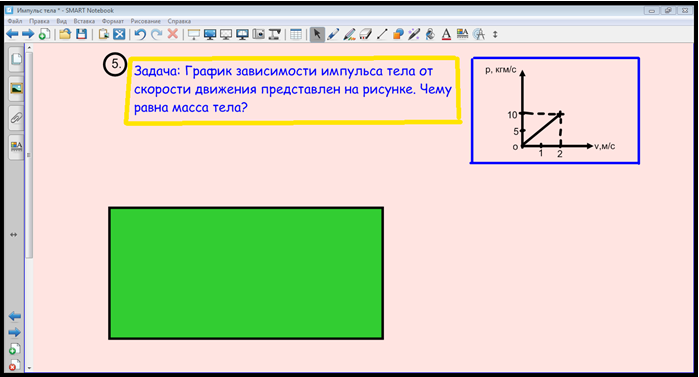 Импульс тела * - SMART Notebook
Файл Правка Вид Вставка Формат Рисование Справка
5.
Задача: График зависимости импульса тела от
скорости движения представлен на рисунке. Чему
равна масса тела?
p, кгм/с
10
5
0
1 2
v,м/с